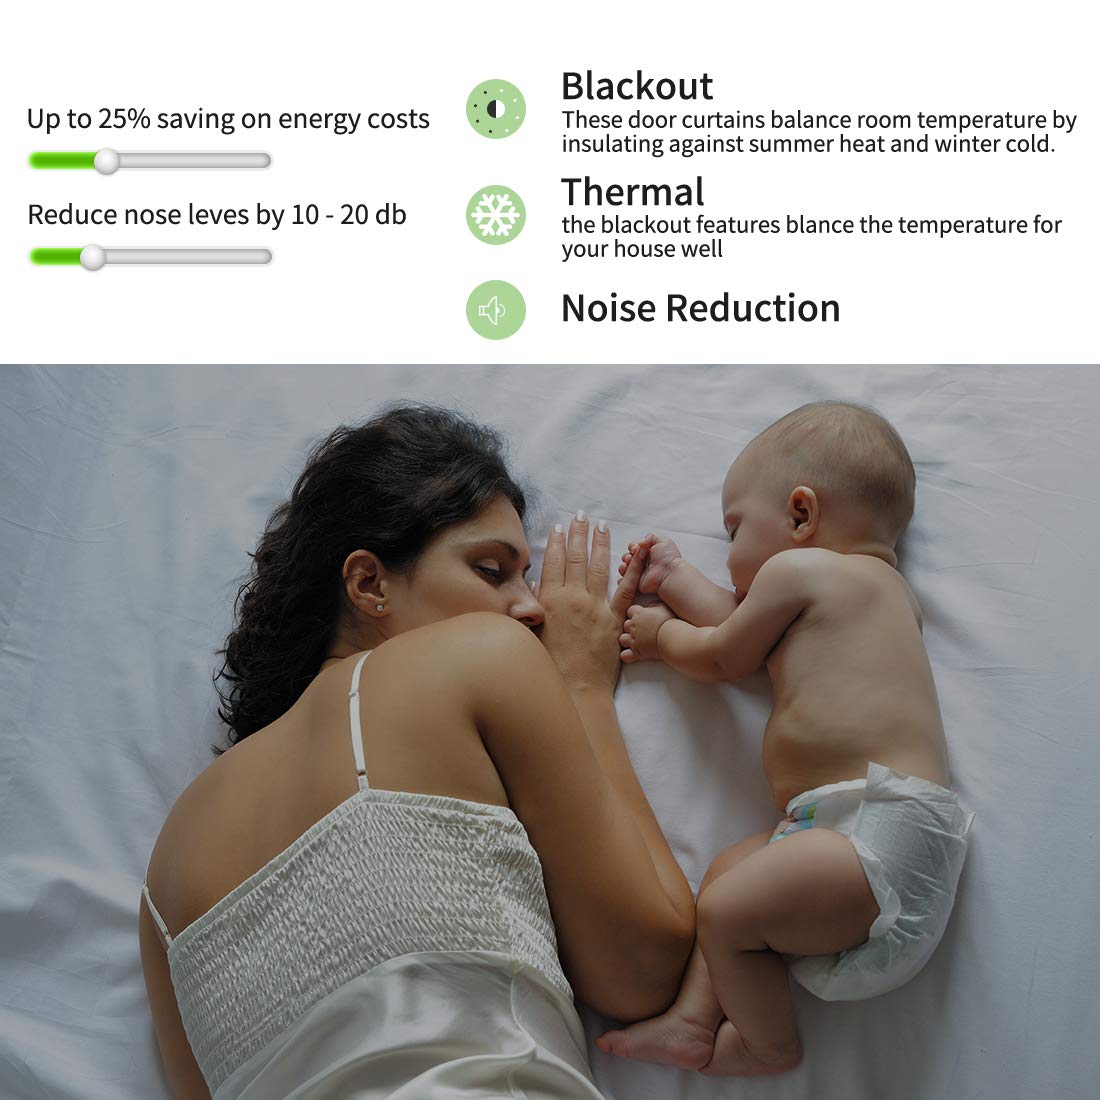 Up to 25% saving on energy costs
Reduce nose leves by 10 - 20 db
Blackout
These door curtains balance room temperature by
insulating against summer heat and winter cold.
Thermal
the blackout features blance the temperature for
your house well
Noise Reduction